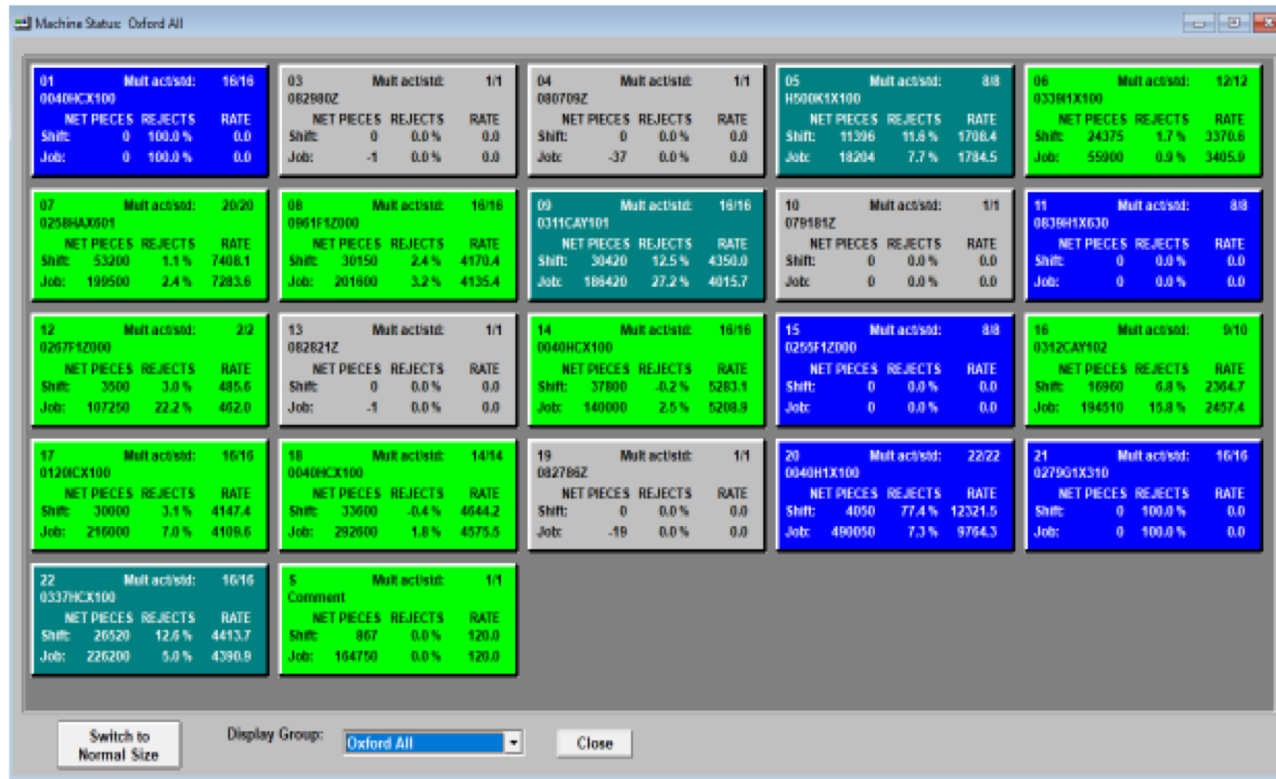 Machine Status: Oxford All
01 Mult act/std: 16/16
0040HCX100
NET PIECES REJECTS RATE
Shift: 0 100.0 % 0.0
Job: 0 100.0 % 0.0
03 Mult act/std: 1/1
082980Z
NET PIECES REJECTS RATE
Shift: 0 0.0 % 0.0
Job: -1 0.0 % 0.0
04 Mult act/std: 1/1
080709Z
NET PIECES REJECTS RATE
Shift: 0 0.0 % 0.0
Job: -37 0.0 % 0.0
05 Mult act/std: 8/8
H500K1X100
NET PIECES REJECTS RATE
Shift: 11396 11.6 % 1708.4
Job: 18204 7.7 % 1784.5
06 Mult act/std: 12/12
0339I1X100
NET PIECES REJECTS RATE
Shift: 24375 1.7 % 3370.6
Job: 55900 0.9 % 3405.9
07 Mult act/std: 20/20
0258HAX601
NET PIECES REJECTS RATE
Shift: 53200 1.1 % 7408.1
Job: 199500 2.4 % 7283.6
08 Mult act/std: 16/16
0961F1Z000
NET PIECES REJECTS RATE
Shift: 30150 2.4 % 4170.4
Job: 201600 3.2 % 4135.4
09 Mult act/std: 16/16
0311CAY101
NET PIECES REJECTS RATE
Shift: 30420 12.5 % 4350.0
Job: 186420 27.2 % 4015.7
10 Mult act/std: 1/1
079181Z
NET PIECES REJECTS RATE
Shift: 0 0.0 % 0.0
Job: 0 0.0 % 0.0
11 Mult act/std: 8/8
0839H1X630
NET PIECES REJECTS RATE
Shift: 0 0.0 % 0.0
Job: 0 0.0 % 0.0
12 Mult act/std: 2/2
0267F1Z000
NET PIECES REJECTS RATE
Shift: 3500 3.0 % 485.6
Job: 107250 22.2 % 462.0
13 Mult act/std: 1/1
082821Z
NET PIECES REJECTS RATE
Shift: 0 0.0 % 0.0
Job: -1 0.0 % 0.0
14 Mult act/std: 16/16
0040HCX100
NET PIECES REJECTS RATE
Shift: 37800 -0.2 % 5283.1
Job: 140000 2.5 % 5208.9
15 Mult act/std: 8/8
0255F1Z000
NET PIECES REJECTS RATE
Shift: 0 0.0 % 0.0
Job: 0 0.0 % 0.0
16 Mult act/std: 9/10
0312CAY102
NET PIECES REJECTS RATE
Shift: 16960 6.8 % 2364.7
Job: 194510 15.8 % 2457.4
17 Mult act/std: 16/16
0120ICX100
NET PIECES REJECTS RATE
Shift: 30000 3.1 % 4147.4
Job: 216000 7.0 % 4109.6
18 Mult act/std: 14/14
0040HCX100
NET PIECES REJECTS RATE
Shift: 33600 -0.4 % 4644.2
Job: 292600 1.8 % 4575.5
19 Mult act/std: 1/1
082786Z
NET PIECES REJECTS RATE
Shift: 0 0.0 % 0.0
Job: -19 0.0 % 0.0
20 Mult act/std: 22/22
0040H1X100
NET PIECES REJECTS RATE
Shift: 4050 77.4 % 12321.5
Job: 490050 7.3 % 9764.3
21 Mult act/std: 16/16
0279G1X310
NET PIECES REJECTS RATE
Shift: 0 100.0 % 0.0
Job: 0 100.0 % 0.0
22 Mult act/std: 16/16
0337HCX100
NET PIECES REJECTS RATE
Shift: 26520 12.6 % 4413.7
Job: 226200 5.0 % 4390.9
S Mult act/std: 1/1
Comment
NET PIECES REJECTS RATE
Shift: 867 0.0 % 120.0
Job: 164750 0.0 % 120.0
Switch to
Normal Size
Display Group: Oxford All
Close